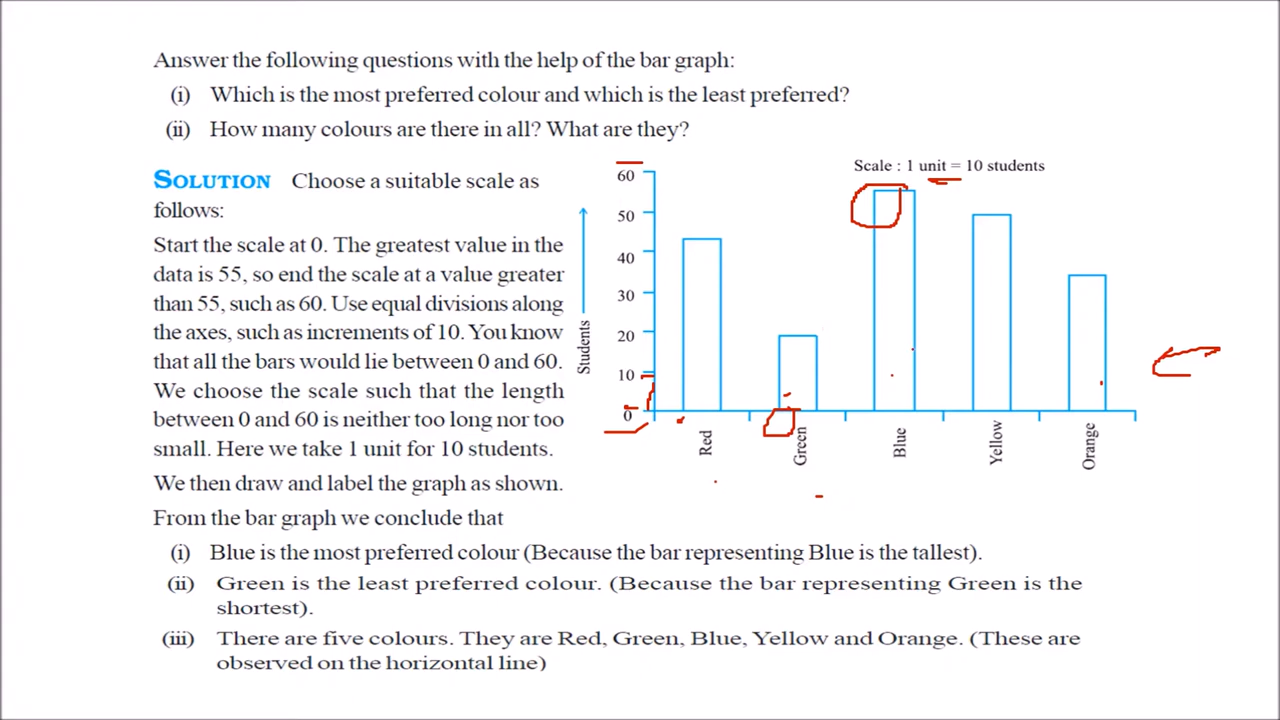 Answer the following questions with the help of the bar graph:
(i) Which is the most preferred colour and which is the least preferred?
(ii) How many colours are there in all? What are they?
SOLUTION Choose a suitable scale as
follows:
Start the scale at 0. The greatest value in the
data is 55, so end the scale at a value greater
than 55, such as 60. Use equal divisions along
the axes, such as increments of 10. You know
that all the bars would lie between 0 and 60.
We choose the scale such that the length
between 0 and 60 is neither too long nor too
small. Here we take 1 unit for 10 students.
We then draw and label the graph as shown.
Scale : 1 unit = 10 students
60
50
40
30
20
10
0
Students
Red
Green
Blue
Yellow
Orange
From the bar graph we conclude that
(i) Blue is the most preferred colour (Because the bar representing Blue is the tallest).
(ii) Green is the least preferred colour. (Because the bar representing Green is the
shortest).
(iii) There are five colours. They are Red, Green, Blue, Yellow and Orange. (These are
observed on the horizontal line)